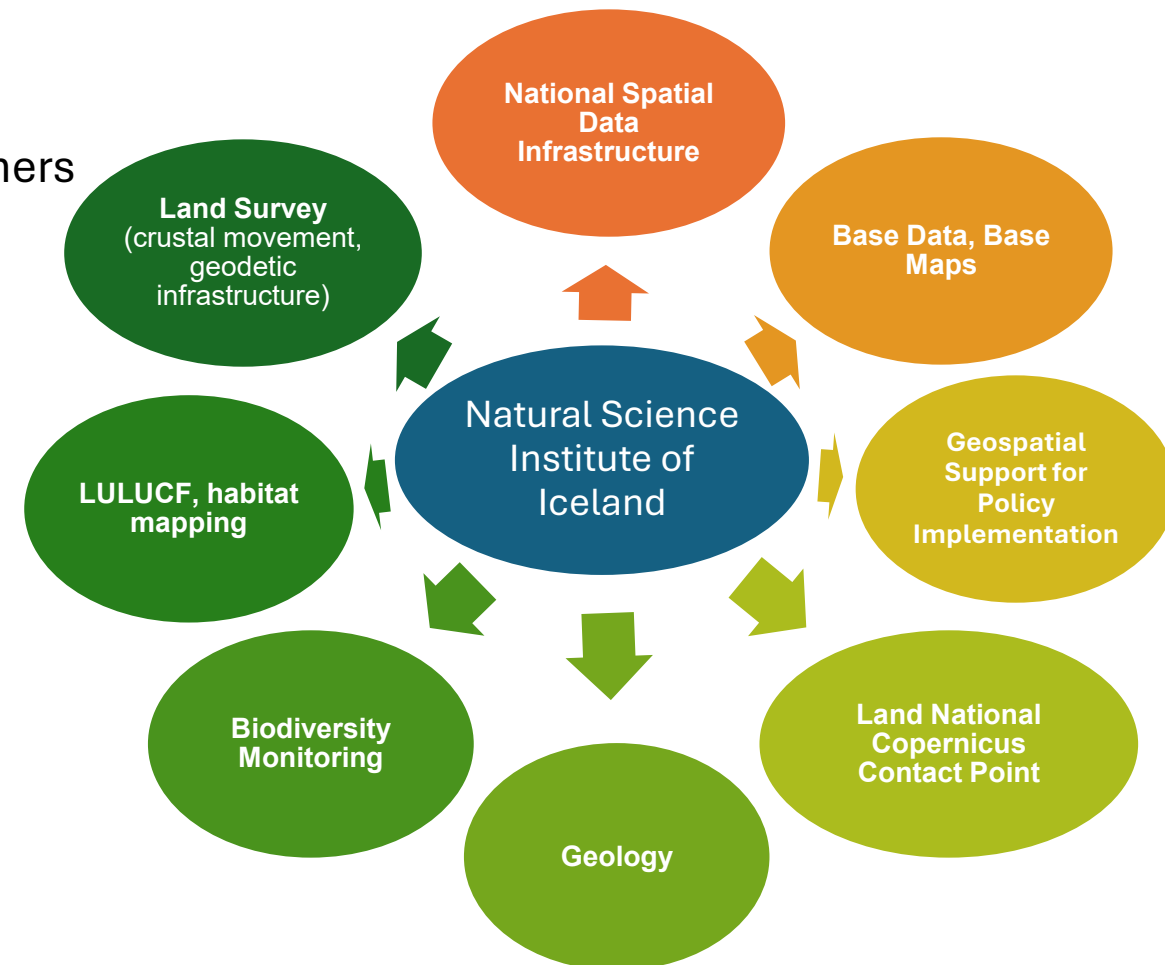 National Spatial
Data
Infrastructure
Land Survey
(crustal movement,
geodetic
infrastructure)
Base Data, Base
Maps
Natural Science
Institute of
Iceland
LULUCF, habitat
mapping
Geospatial
Support for
Policy
Implementation
Biodiversity
Monitoring
Land National
Copernicus
Contact Point
Geology